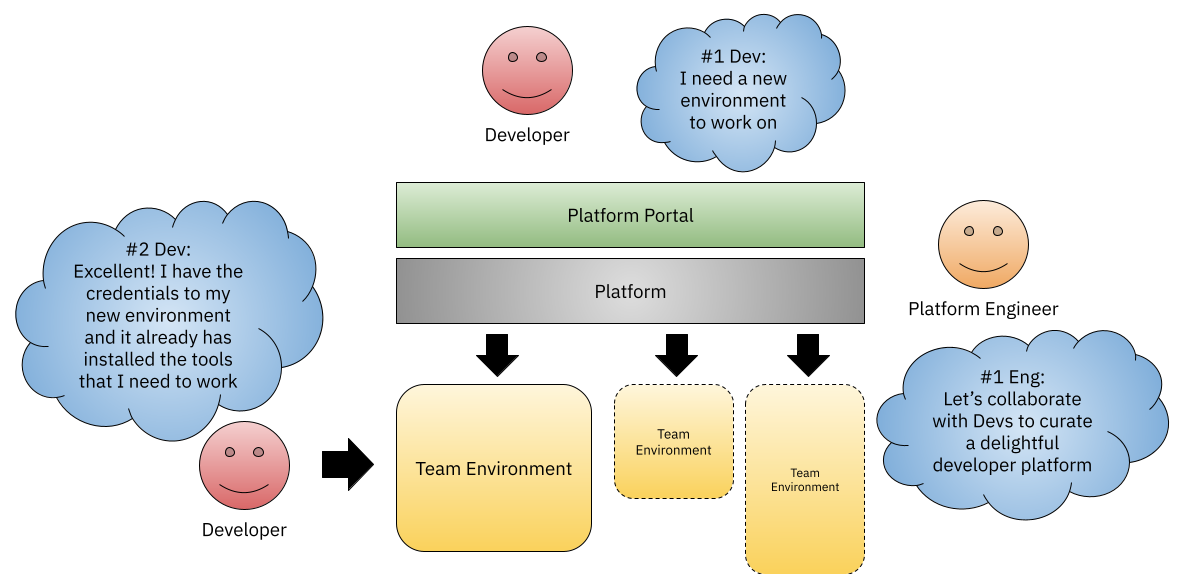 #1 Dev:
I need a new
environment
to work on
Developer
Platform Portal
#2 Dev:
Excellent! I have the
credentials to my
new environment
and it already has
installed the tools
that I need to work
Platform
Platform Engineer
#1 Eng:
Let’s collaborate
with Devs to curate
a delightful
developer platform
Team Environment
Team
Environment
Team
Environment
Developer